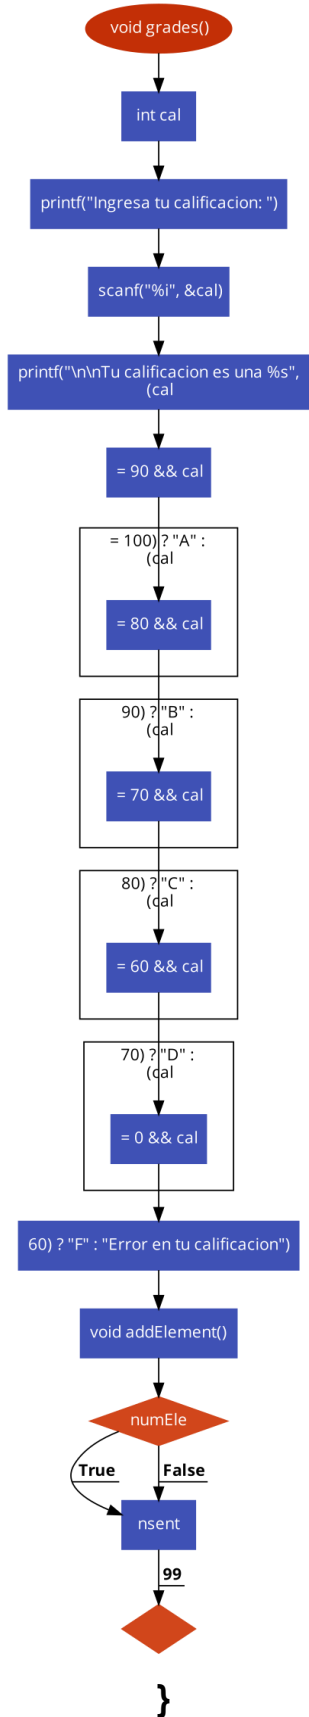 void grades()
int cal
printf("Ingresa tu calificacion: ")
scanf("%i", &cal)
printf("\n\nTu calificacion es una %s",
(cal
= 90 && cal
= 100) ? "A" :
(cal
= 80 && cal
90) ? "B" :
(cal
= 70 && cal
80) ? "C" :
(cal
= 60 && cal
70) ? "D" :
(cal
= 0 && cal
60) ? "F" : "Error en tu calificacion")
void addElement()
numEle
True
False
nsent
99
}